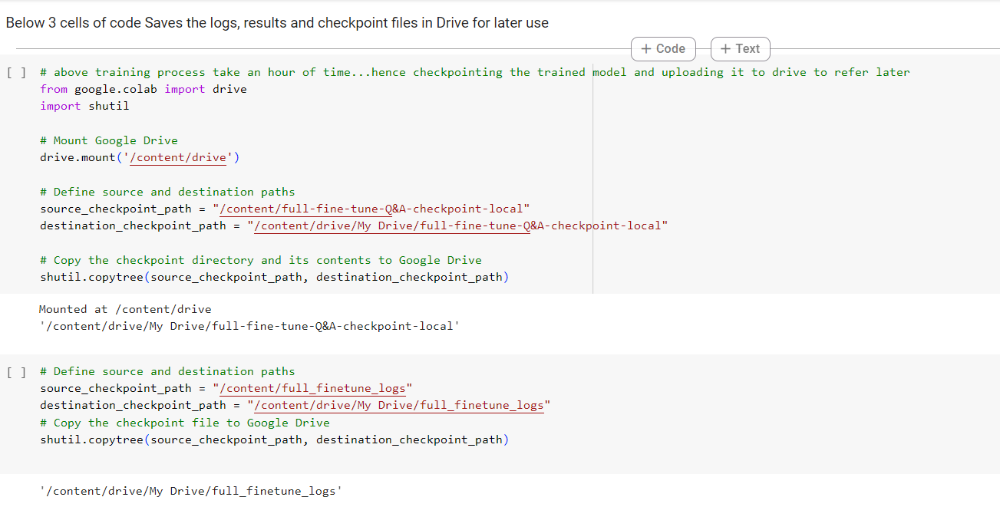 Below 3 cells of code Saves the logs, results and checkpoint files in Drive for later use
+ Code + Text
[ ] # above training process take an hour of time...hence checkpointing the trained model and uploading it to drive to refer later
from google.colab import drive
import shutil
# Mount Google Drive
drive.mount('/content/drive')
# Define source and destination paths
source_checkpoint_path = "/content/full-fine-tune-Q&A-checkpoint-local"
destination_checkpoint_path = "/content/drive/My Drive/full-fine-tune-Q&A-checkpoint-local"
# Copy the checkpoint directory and its contents to Google Drive
shutil.copytree(source_checkpoint_path, destination_checkpoint_path)
Mounted at /content/drive
'/content/drive/My Drive/full-fine-tune-Q&A-checkpoint-local'
[ ] # Define source and destination paths
source_checkpoint_path = "/content/full_finetune_logs"
destination_checkpoint_path = "/content/drive/My Drive/full_finetune_logs"
# Copy the checkpoint file to Google Drive
shutil.copytree(source_checkpoint_path, destination_checkpoint_path)
'/content/drive/My Drive/full_finetune_logs'